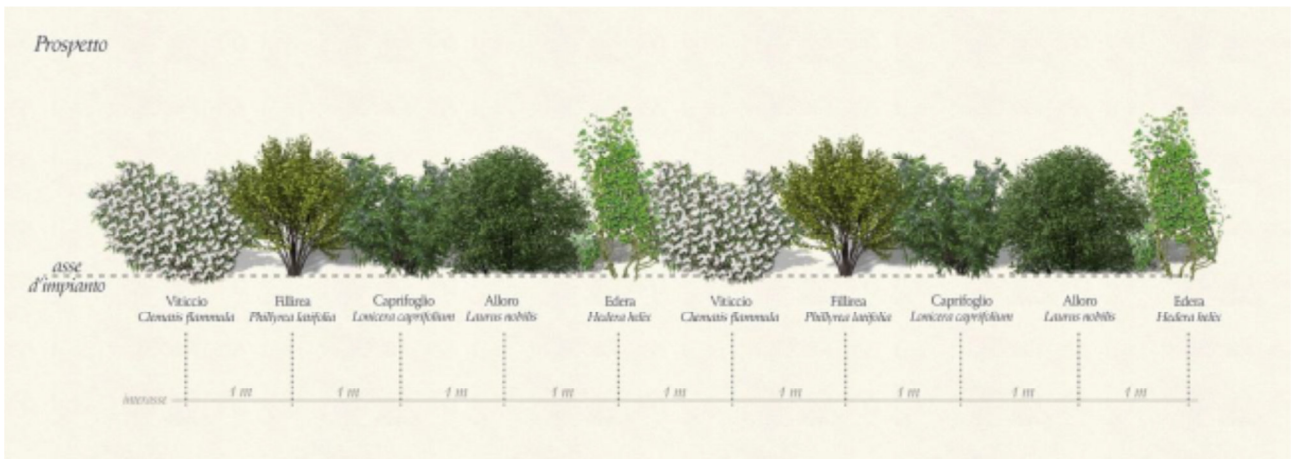 Prospetto
asse
d'impianto
Viticcio Fillirea Caprifoglio Alloro Edera Viticcio Fillirea Caprifoglio Alloro Edera
Clematis flammula Phillyrea latifolia Lonicera caprifolium Laurus nobilis Hedera helix Clematis flammula Phillyrea latifolia Lonicera caprifolium Laurus nobilis Hedera helix
1 m 1 m 1 m 1 m 1 m 1 m 1 m 1 m 1 m
interasse